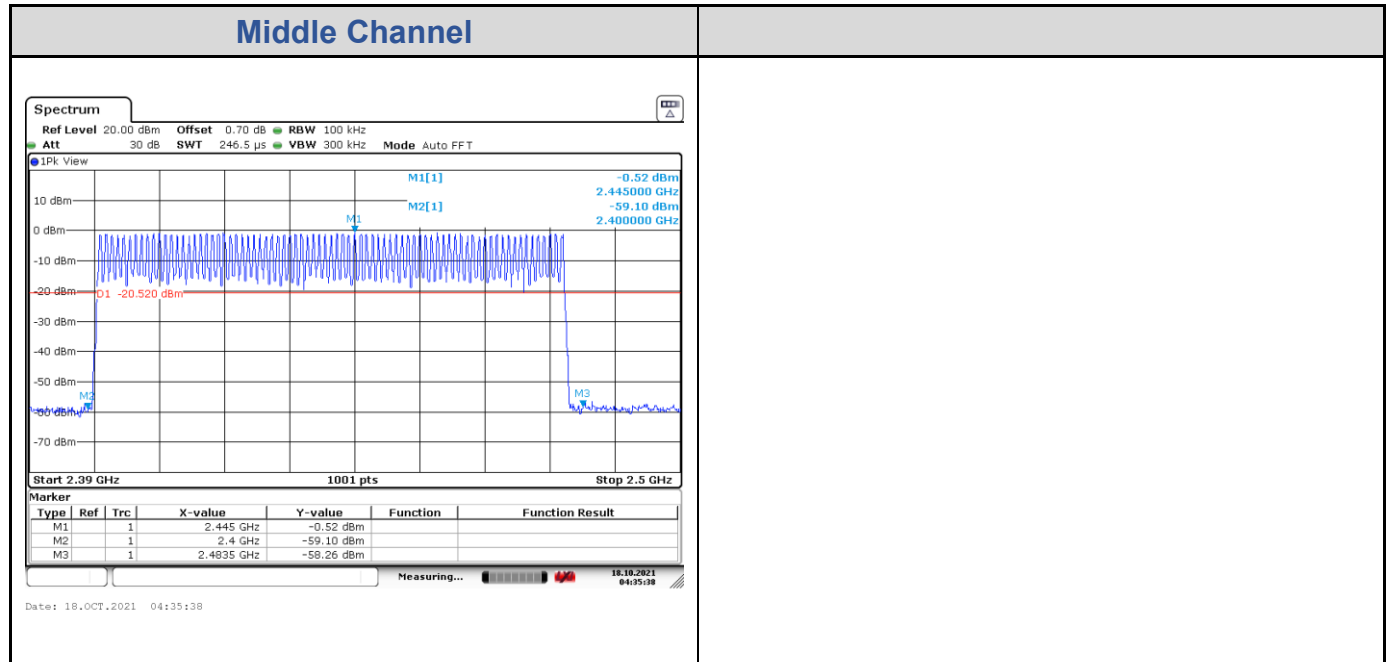 Middle Channel
Spectrum
Ref Level 20.00 dBm Offset 0.70 dB RBW 100 kHz
Att 30 dB SWT 246.5 µs VBW 300 kHz Mode Auto FFT
1Pk View
M1[1] -0.52 dBm
2.445000 GHz
10 dBm
M2[1] -59.10 dBm
2.400000 GHz
M1
0 dBm
-10 dBm
-20 dBm
D1 -20.520 dBm
-30 dBm
-40 dBm
-50 dBm
M2
M3
-60 dBm
-70 dBm
Start 2.39 GHz 1001 pts Stop 2.5 GHz
Marker
Type Ref Trc X-value Y-value Function Function Result
M1 1 2.445 GHz -0.52 dBm
M2 1 2.4 GHz -59.10 dBm
M3 1 2.4835 GHz -58.26 dBm
Measuring... 18.10.2021
04:35:38
Date: 18.OCT.2021 04:35:38